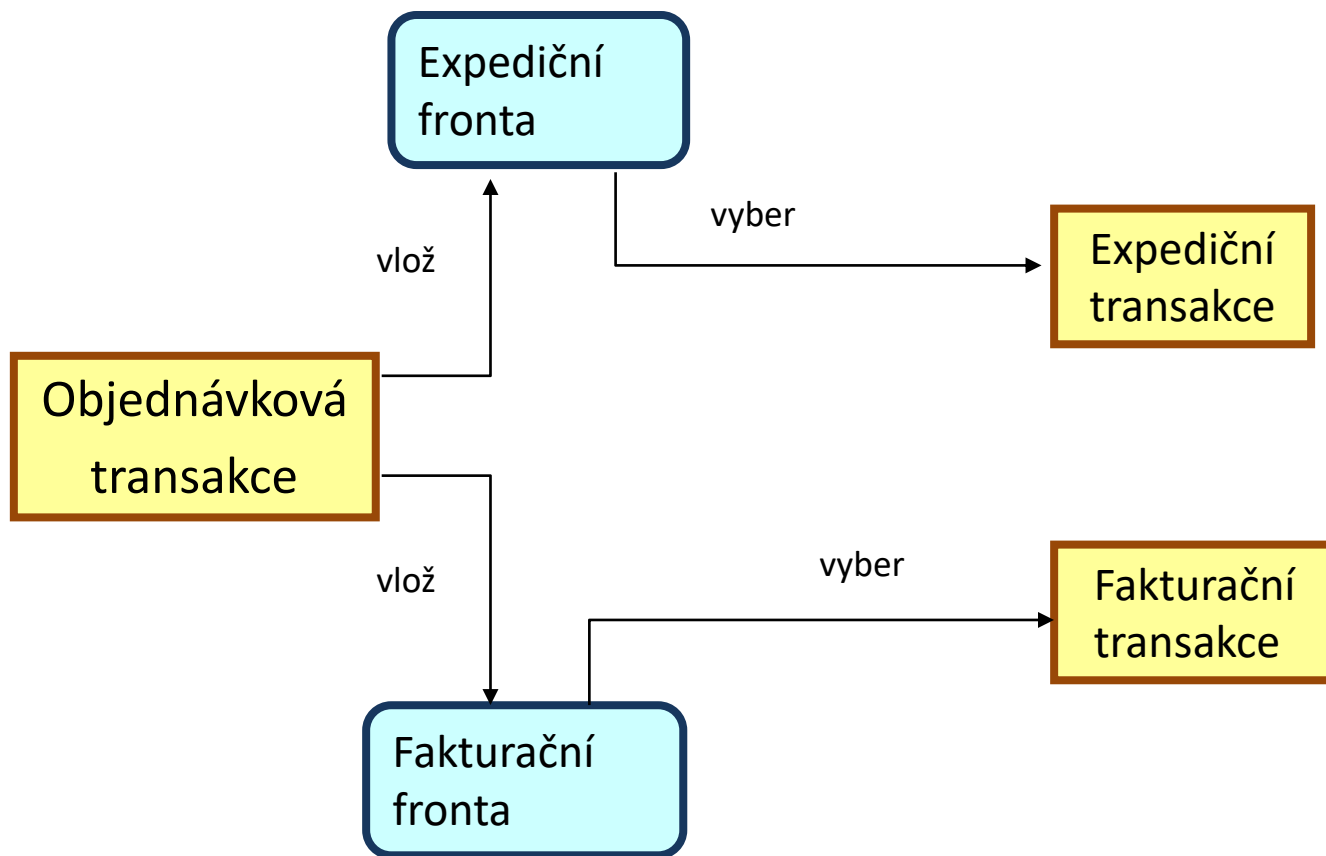 Expediční
fronta
vyber
vlož
Expediční
transakce
Objednávková
transakce
vlož
vyber
Fakturační
transakce
Fakturační
fronta